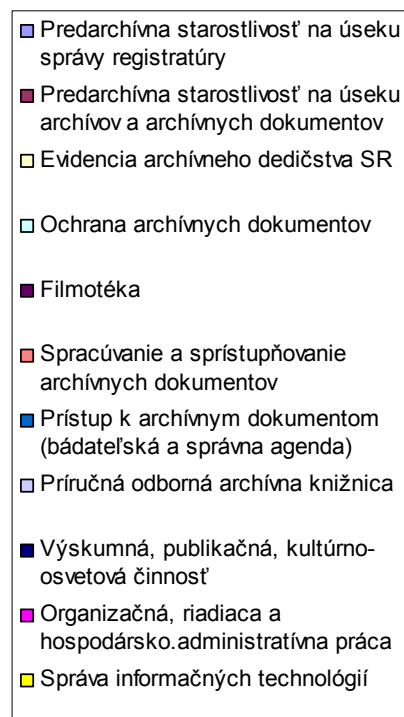 Predarchívna starostlivosť na úseku
správy registratúry
Predarchívna starostlivosť na úseku
archívov a archívnych dokumentov
Evidencia archívneho dedičstva SR
Ochrana archívnych dokumentov
Filmotéka
Spracúvanie a sprístupňovanie
archívnych dokumentov
Prístup k archívnym dokumentom
(bádateľská a správna agenda)
Príručná odborná archívna knižnica
Výskumná, publikačná, kultúrno-
osvetová činnosť
Organizačná, riadiaca a
hospodársko.administratívna práca
Správa informačných technológií